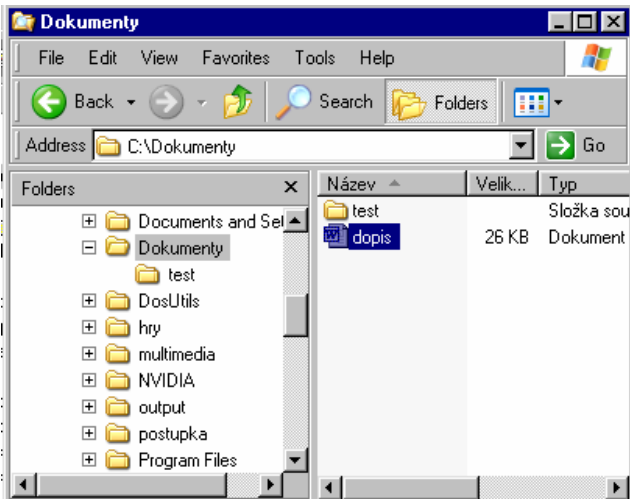 Dokumenty
File Edit View Favorites Tools Help
Back Search Folders
Address C:\Dokumenty Go
Folders
Documents and Set
Dokumenty
test
DosUtils
hry
multimedia
NVIDIA
output
postupka
Program Files
Název Velik... Typ
test Složka sou
dopis 26 KB Dokument